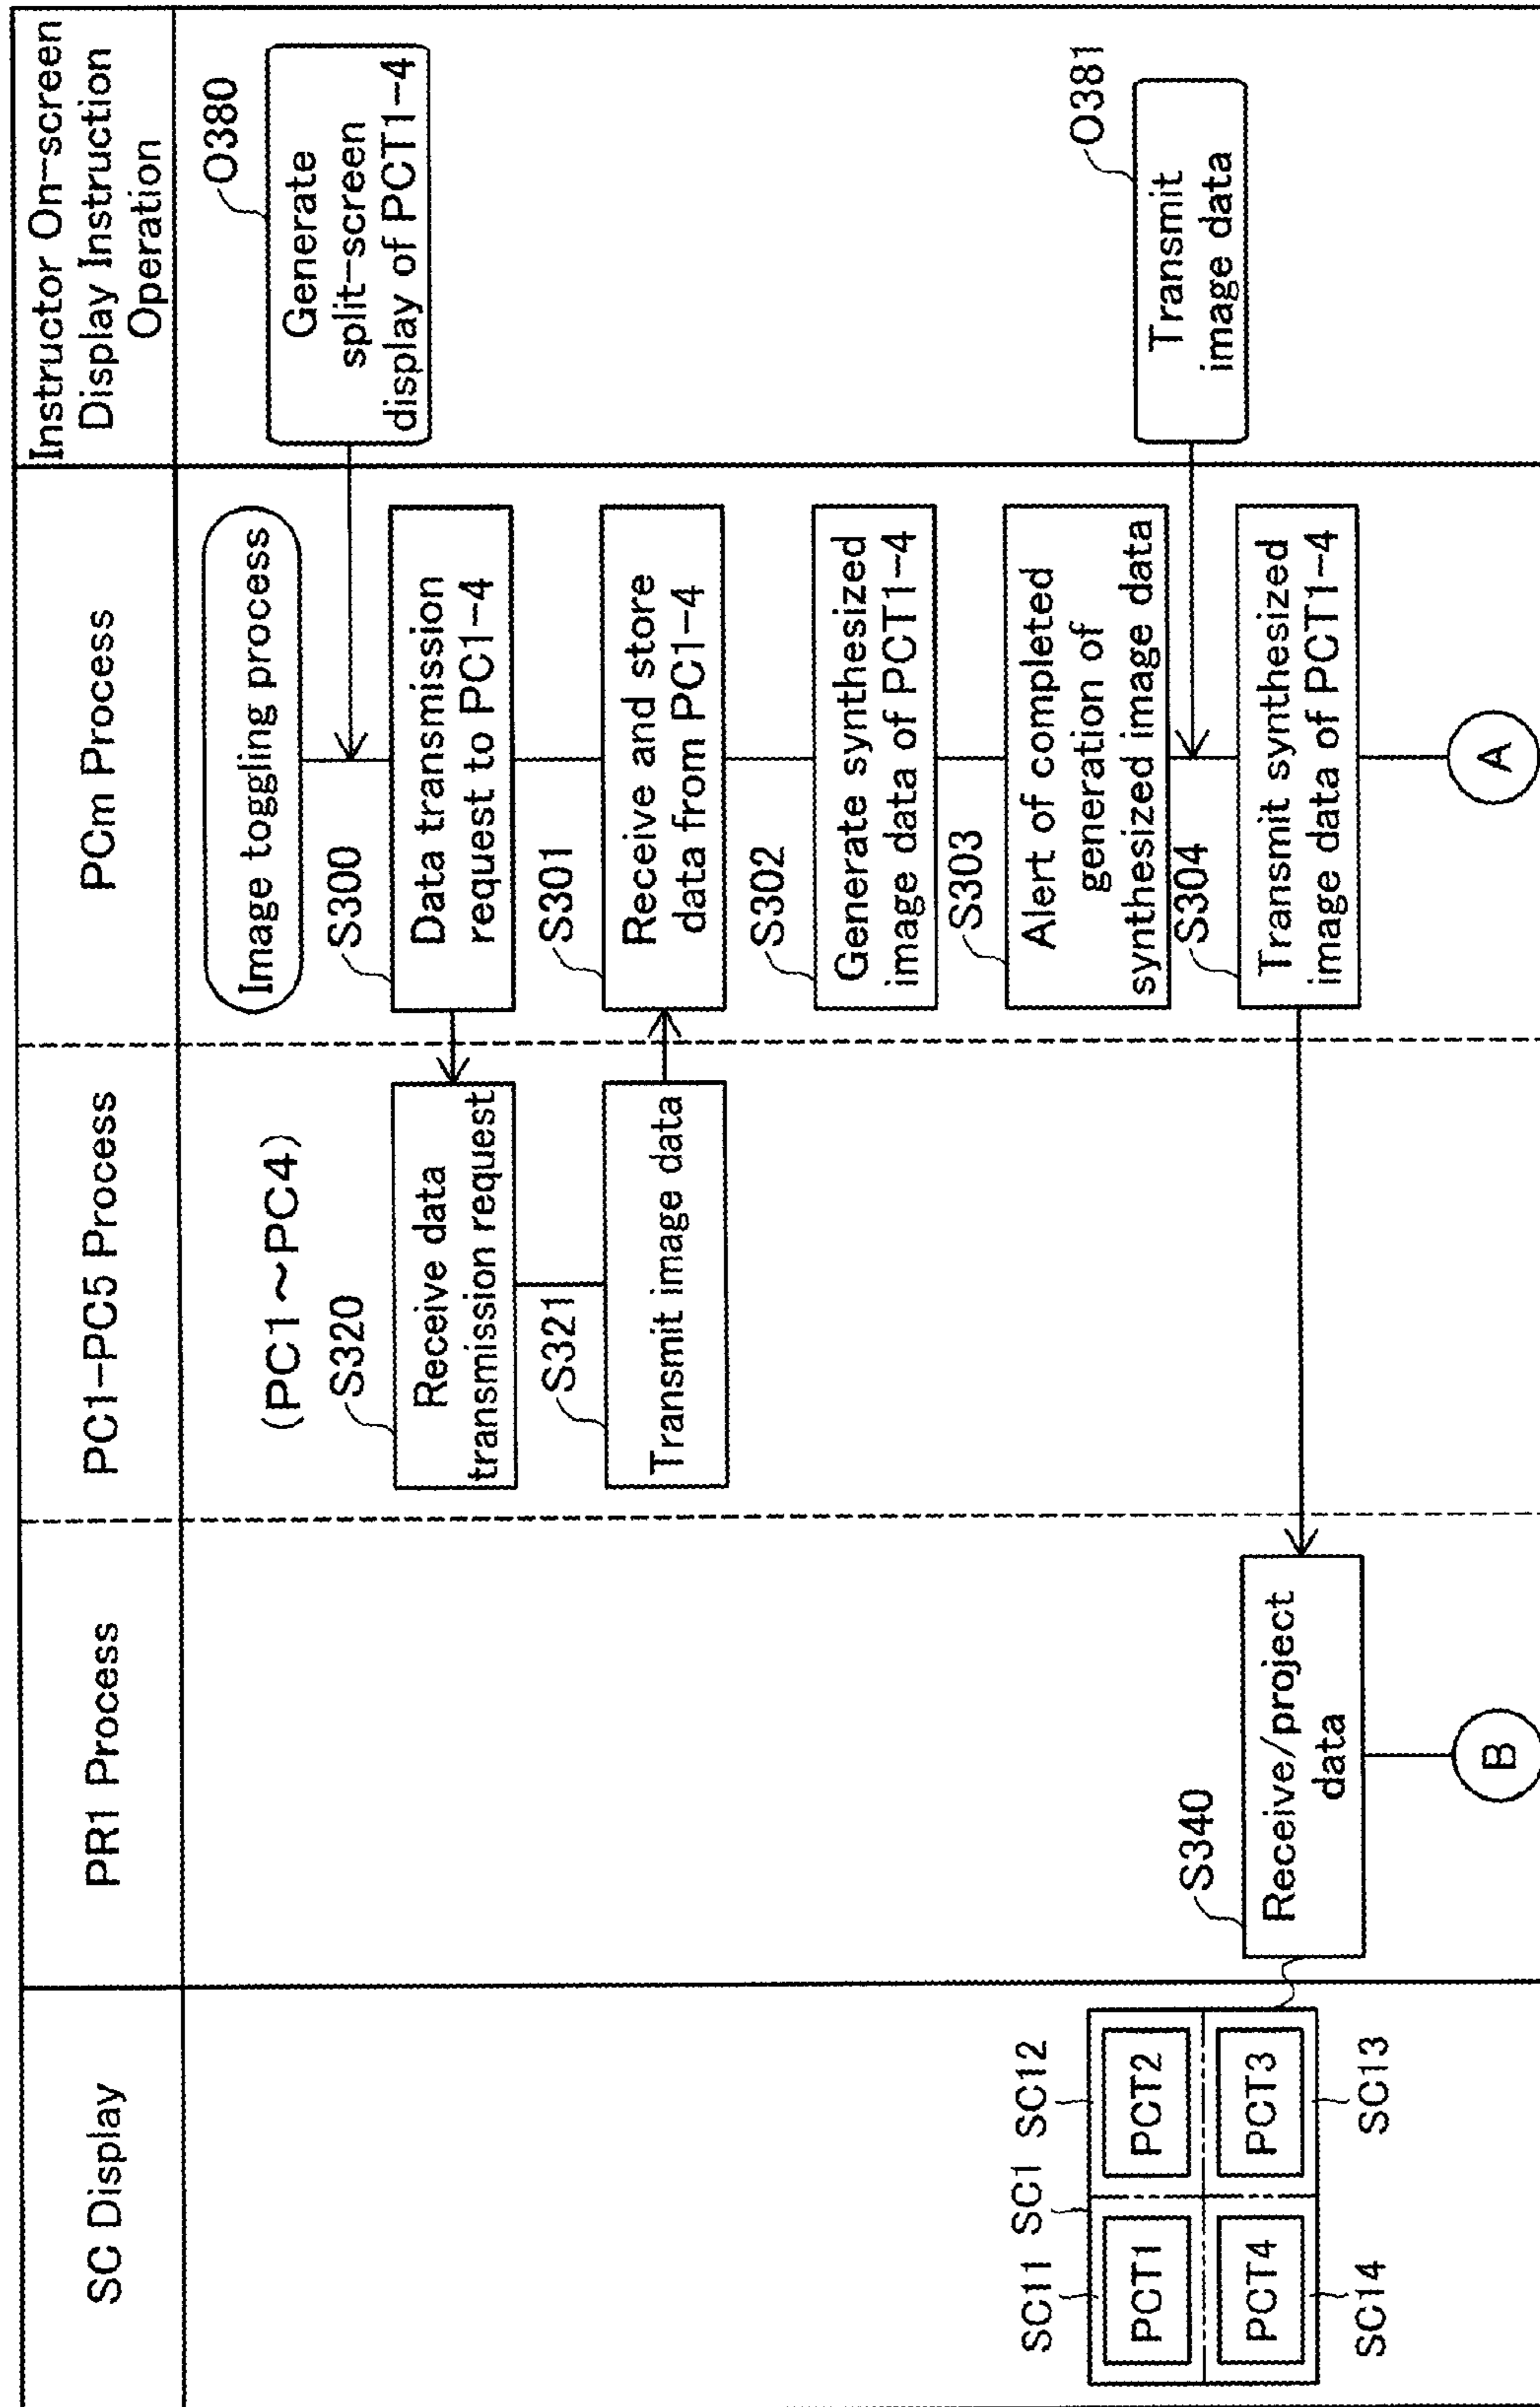 SC Display
PR1 Process
PC1-PC5 Process
PCm Process
Instructor On-screen
Display Instruction
Operation
Image toggling process
O380
Generate
split-screen
display of PCT1-4
(PC1~PC4)
S320
Receive data
transmission request
S300
Data transmission
request to PC1-4
S321
Transmit image data
S301
Receive and store
data from PC1-4
S302
Generate synthesized
image data of PCT1-4
S303
Alert of completed
generation of
synthesized image data
O381
Transmit
image data
S304
Transmit synthesized
image data of PCT1-4
S340
Receive/project
data
SC11 SC1 SC12
PCT1 PCT2
PCT4 PCT3
SC14 SC13
B
A